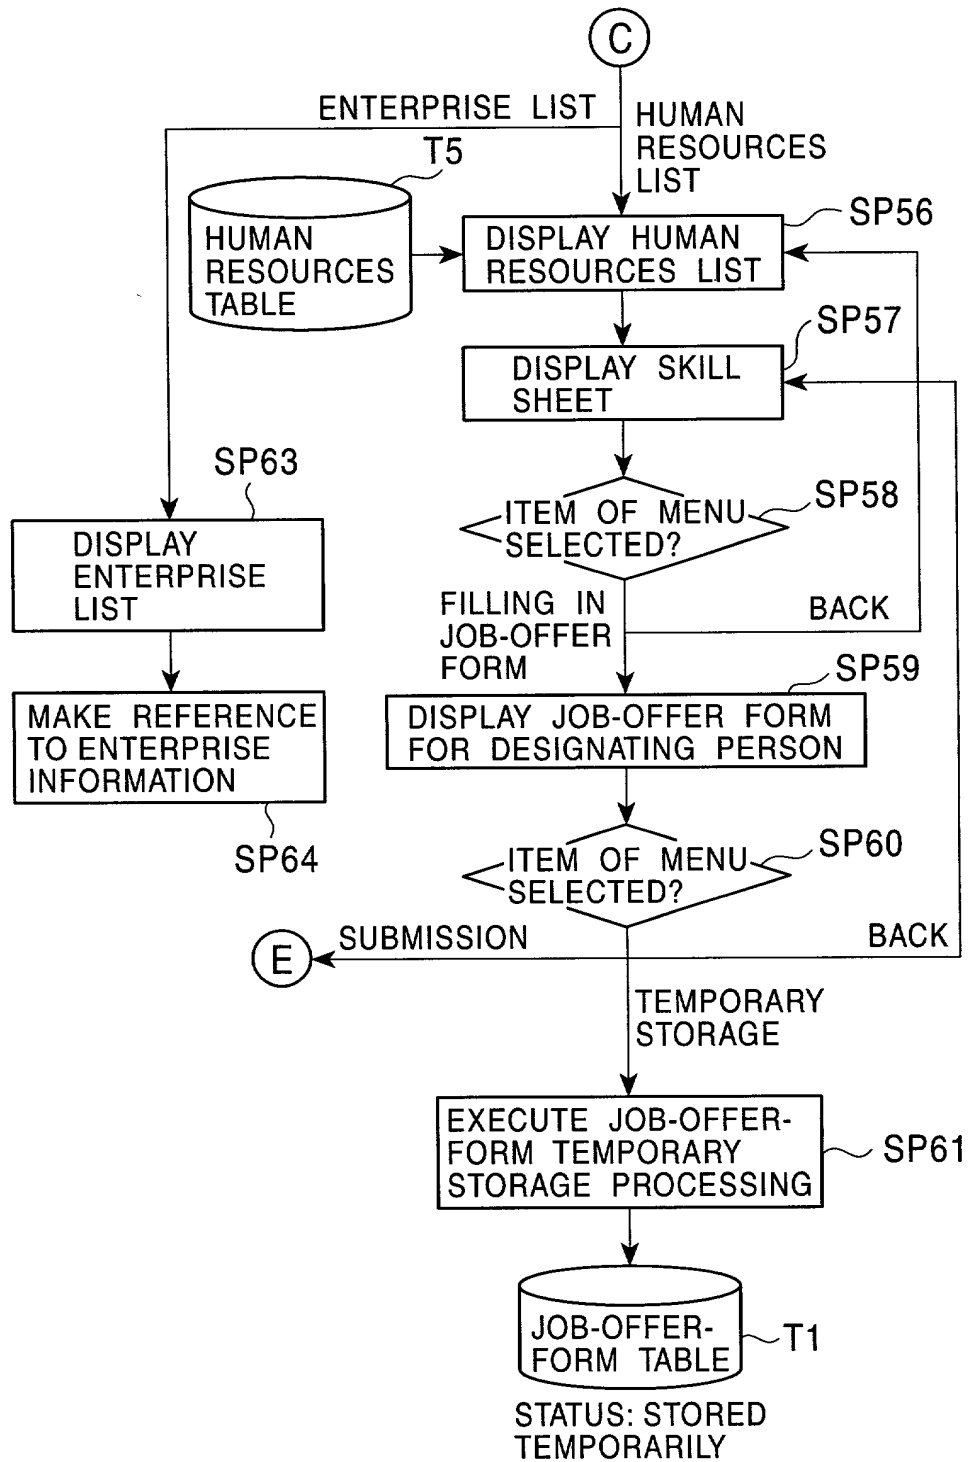 C
ENTERPRISE LIST
HUMAN
RESOURCES
LIST
T5
HUMAN
RESOURCES
TABLE
SP56
DISPLAY HUMAN
RESOURCES LIST
SP57
DISPLAY SKILL
SHEET
SP63
DISPLAY
ENTERPRISE
LIST
SP58
ITEM OF MENU
SELECTED?
FILLING IN
JOB-OFFER
FORM
BACK
SP59
DISPLAY JOB-OFFER FORM
FOR DESIGNATING PERSON
MAKE REFERENCE
TO ENTERPRISE
INFORMATION
SP64
SP60
ITEM OF MENU
SELECTED?
E
SUBMISSION
BACK
TEMPORARY
STORAGE
EXECUTE JOB-OFFER-
FORM TEMPORARY
STORAGE PROCESSING
SP61
JOB-OFFER-
FORM TABLE
T1
STATUS: STORED
TEMPORARILY